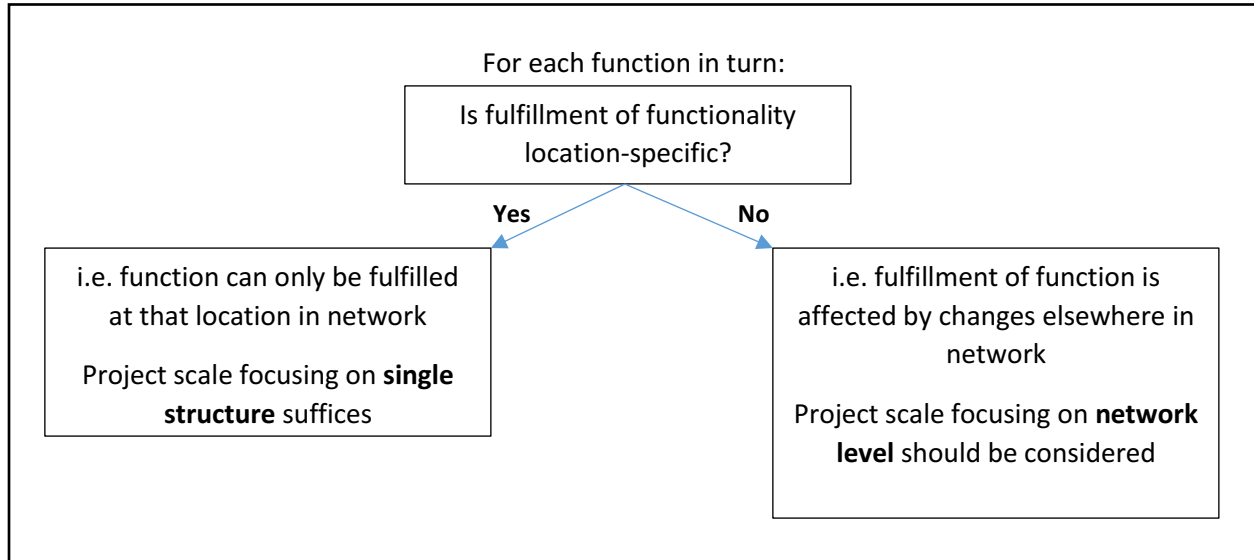 For each function in turn:
Is fulfillment of functionality
location-specific?
Yes
No
i.e. function can only be fulfilled
at that location in network
Project scale focusing on single
structure suffices
i.e. fulfillment of function is
affected by changes elsewhere in
network
Project scale focusing on network
level should be considered